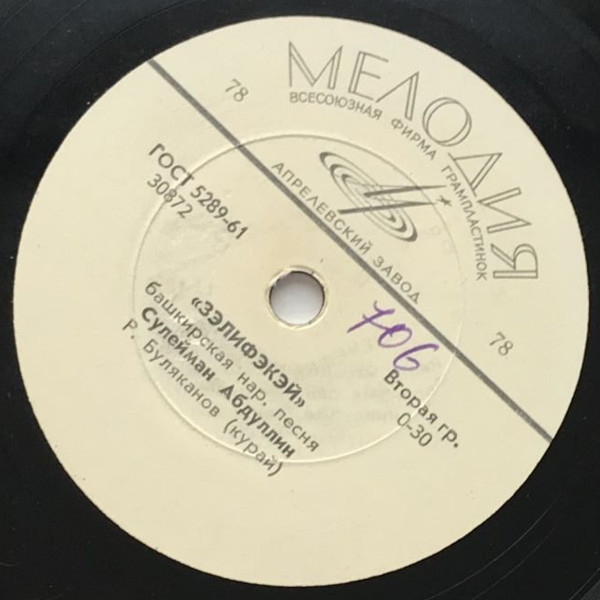 МЕЛОДИЯ
ВСЕСОЮЗНАЯ ФИРМА ГРАМПЛАСТИНОК
АПРЕЛЕВСКИЙ ЗАВОД
78
78
ГОСТ 5289-61
30872
706
Вторая гр.
0-30
«ЗЭЛИФЭКЭЙ»
башкирская нар. песня
Сулейман Абдуллин
Р. Буляканов (курай)